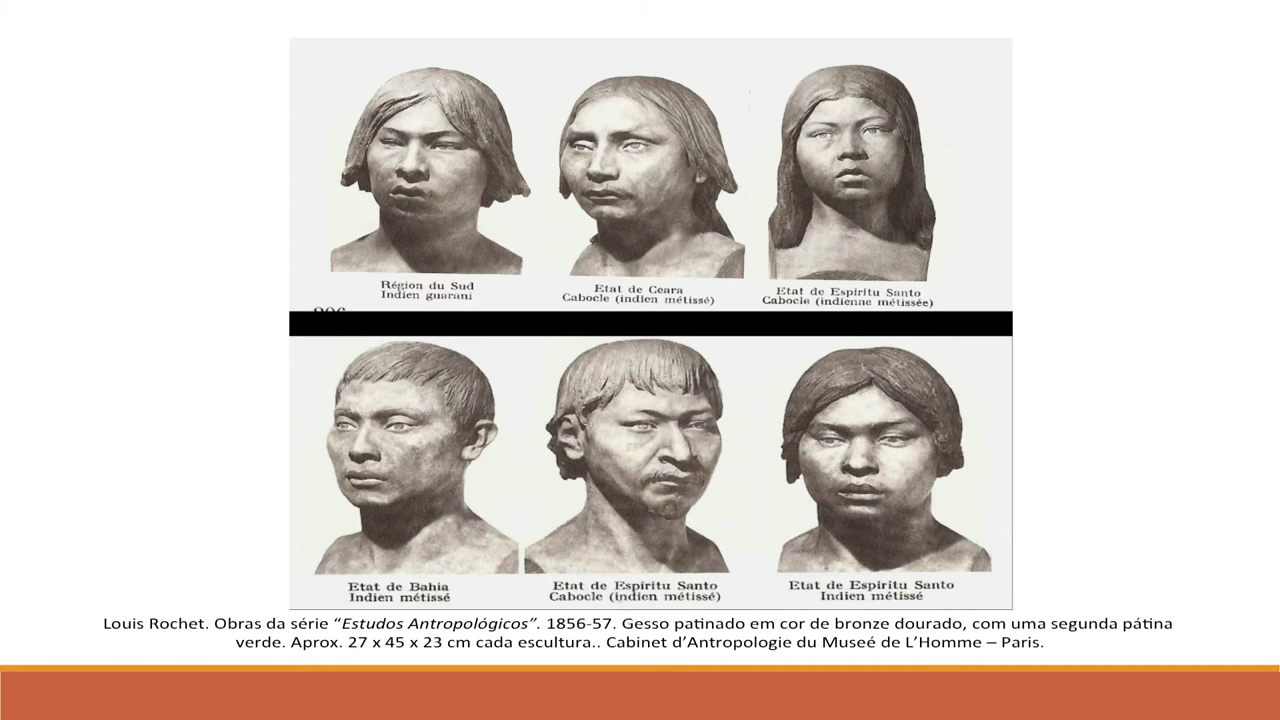 Région du Sud
Indien guarani
Etat de Ceara
Cabocle (indien métissé)
Etat de Espiritu Santo
Cabocle (indienne métissée)
Etat de Bahia
Indien métissé
Etat de Espiritu Santo
Cabocle (indien métissé)
Etat de Espiritu Santo
Indien métissé
Louis Rochet. Obras da série “Estudos Antropológicos”. 1856-57. Gesso patinado em cor de bronze dourado, com uma segunda pátina
verde. Aprox. 27 x 45 x 23 cm cada escultura.. Cabinet d’Antropologie du Museé de L’Homme – Paris.